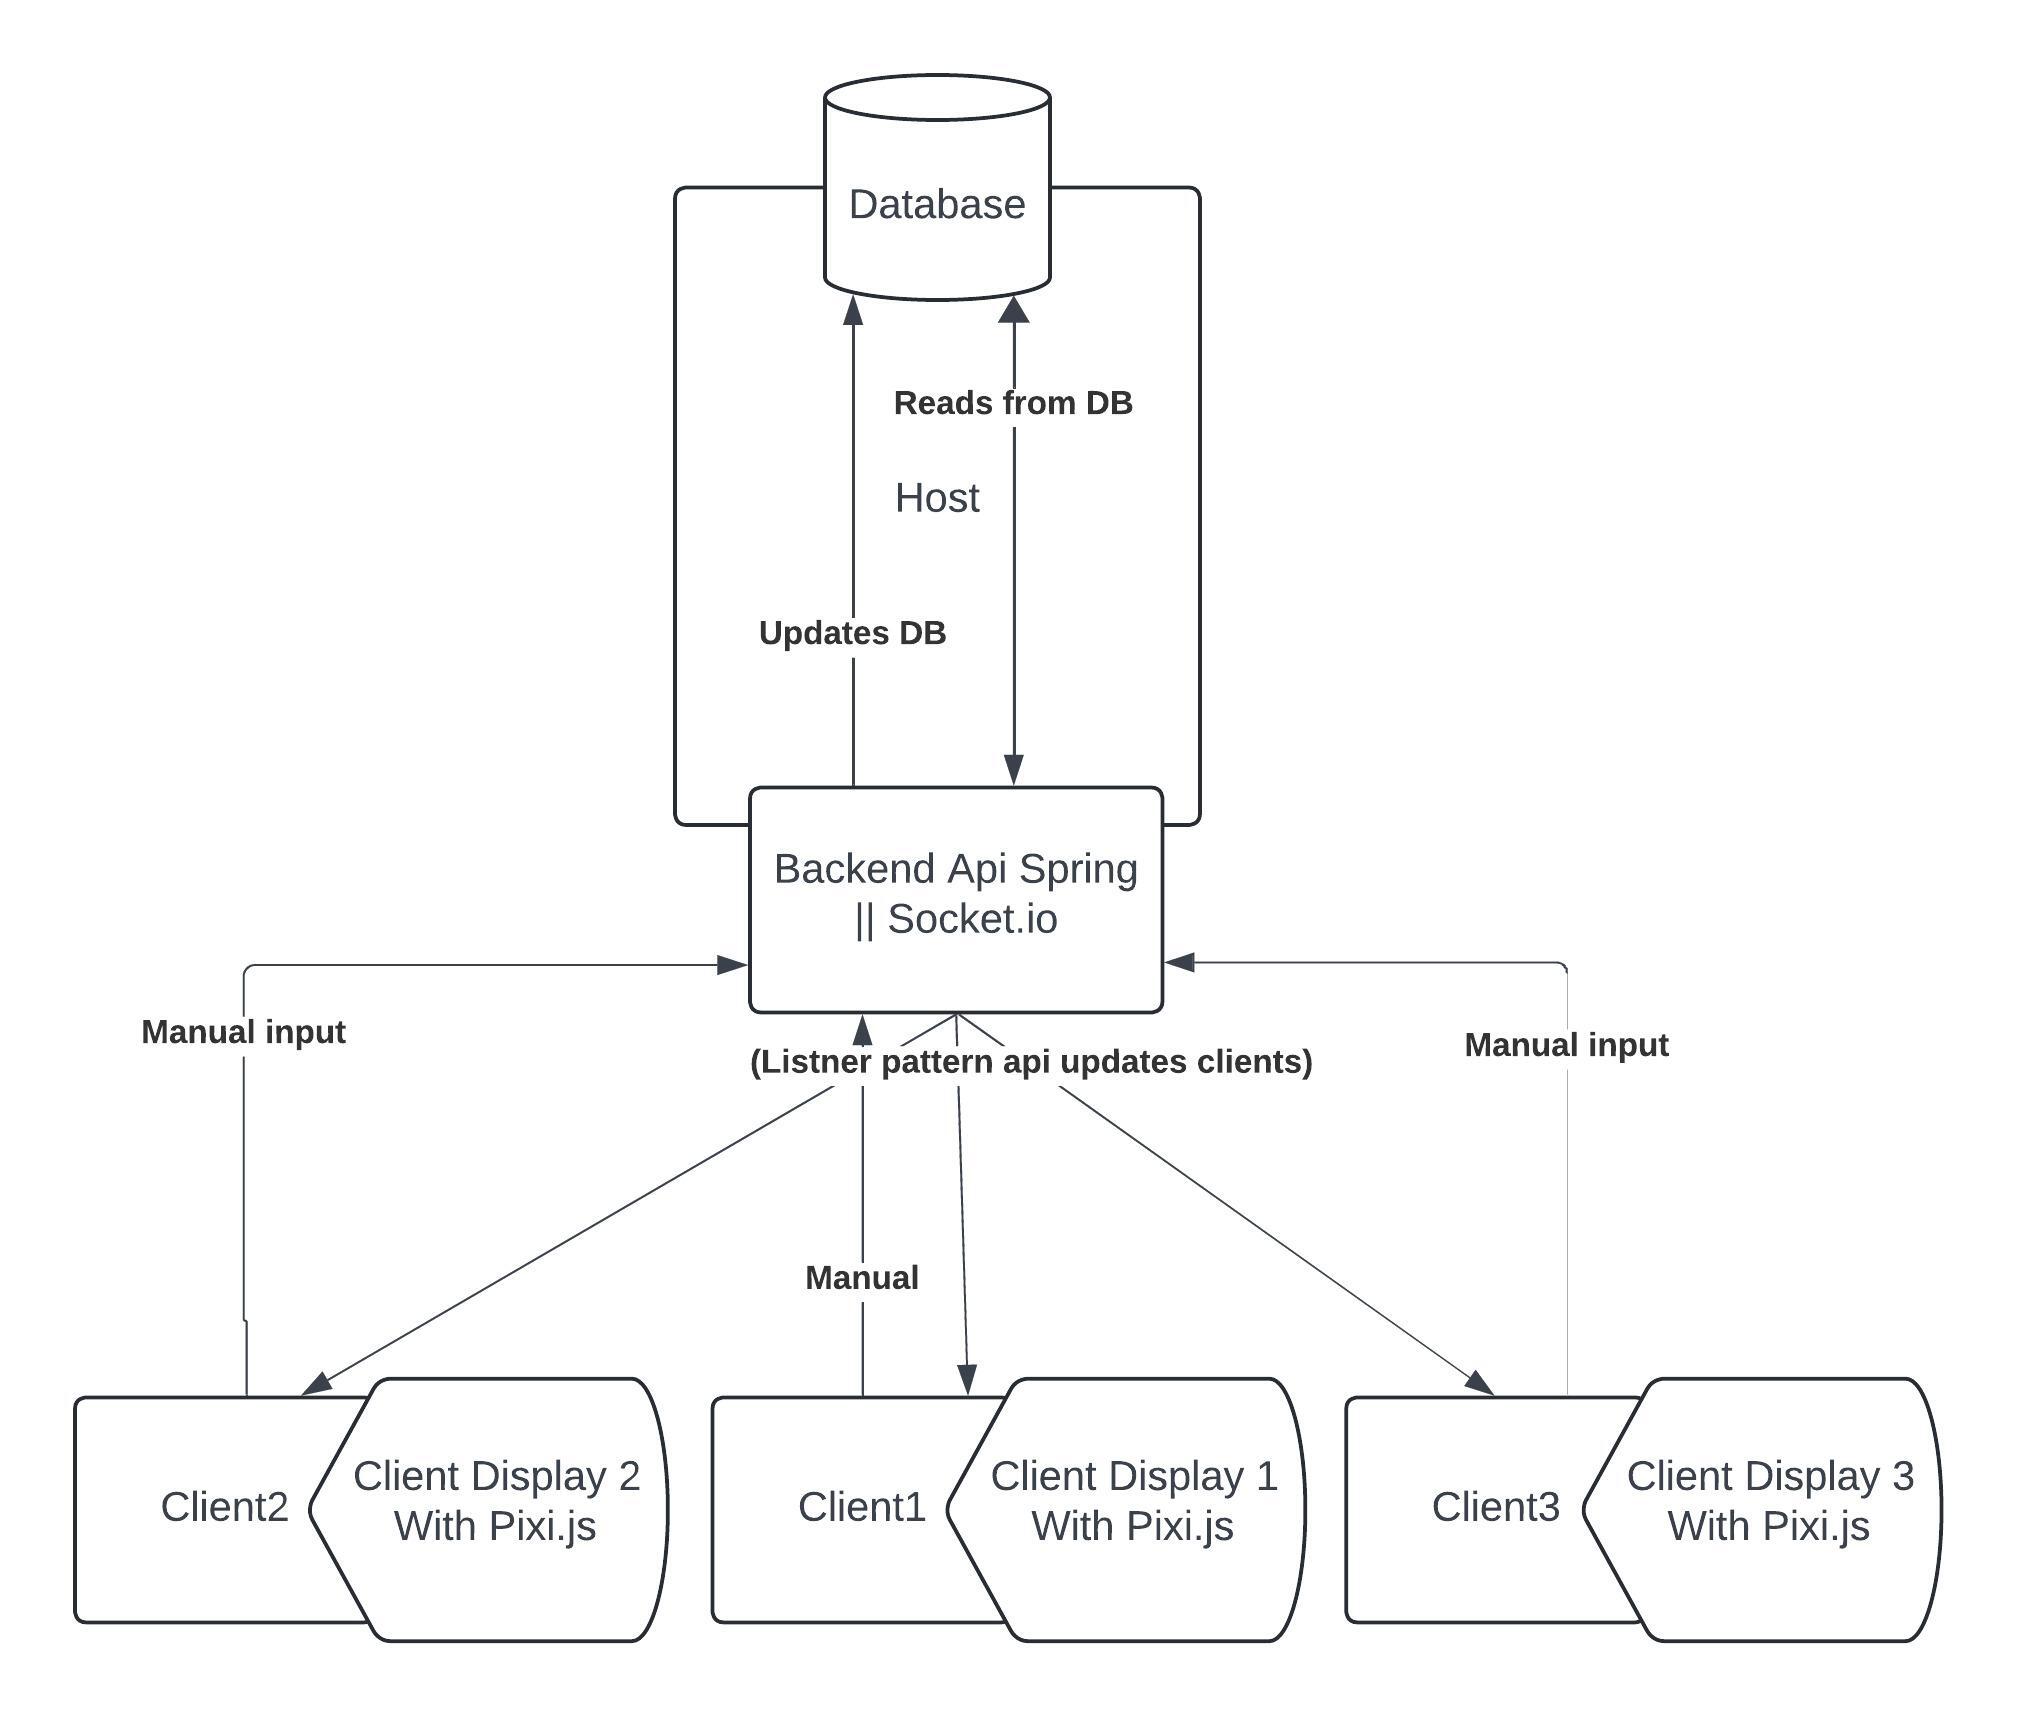 Database
Reads from DB
Host
Updates DB
Backend Api Spring
|| Socket.io
Manual input
(Listner pattern api updates clients)
Manual input
Manual
Client2
Client Display 2
With Pixi.js
Client1
Client Display 1
With Pixi.js
Client3
Client Display 3
With Pixi.js